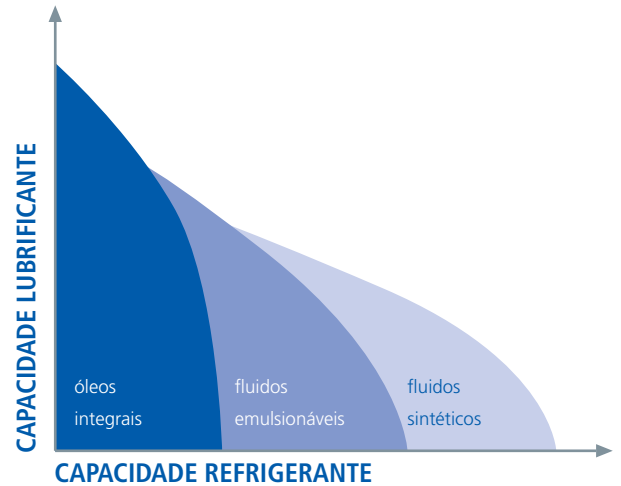 CAPACIDADE LUBRIFICANTE
óleos
integrais
fluidos
emulsionáveis
fluidos
sintéticos
CAPACIDADE REFRIGERANTE